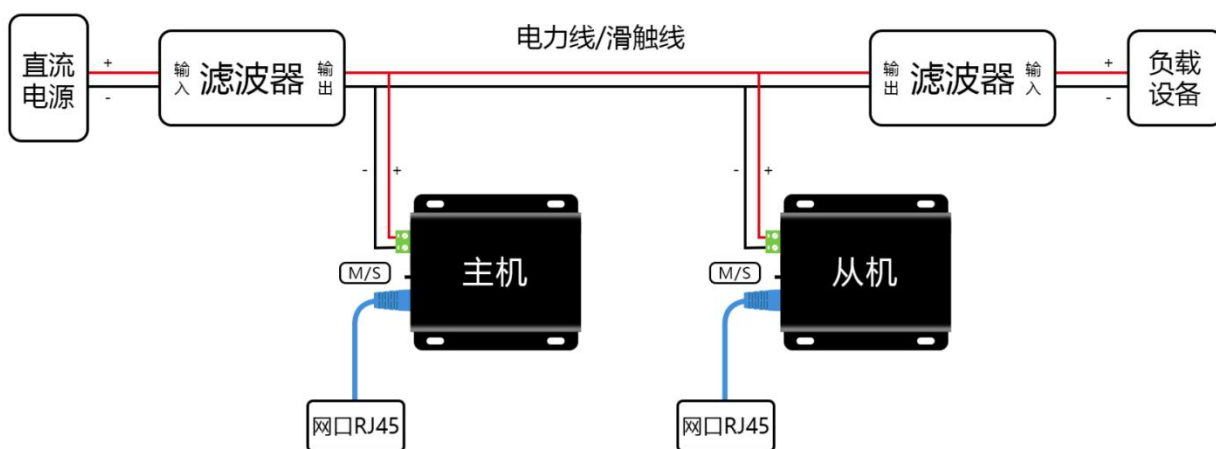 电力线/滑触线
直流
电源
+
-
输入
滤波器
输出
输出
滤波器
输入
+
-
负载
设备
-
+
-
+
M/S
主机
M/S
从机
网口RJ45
网口RJ45